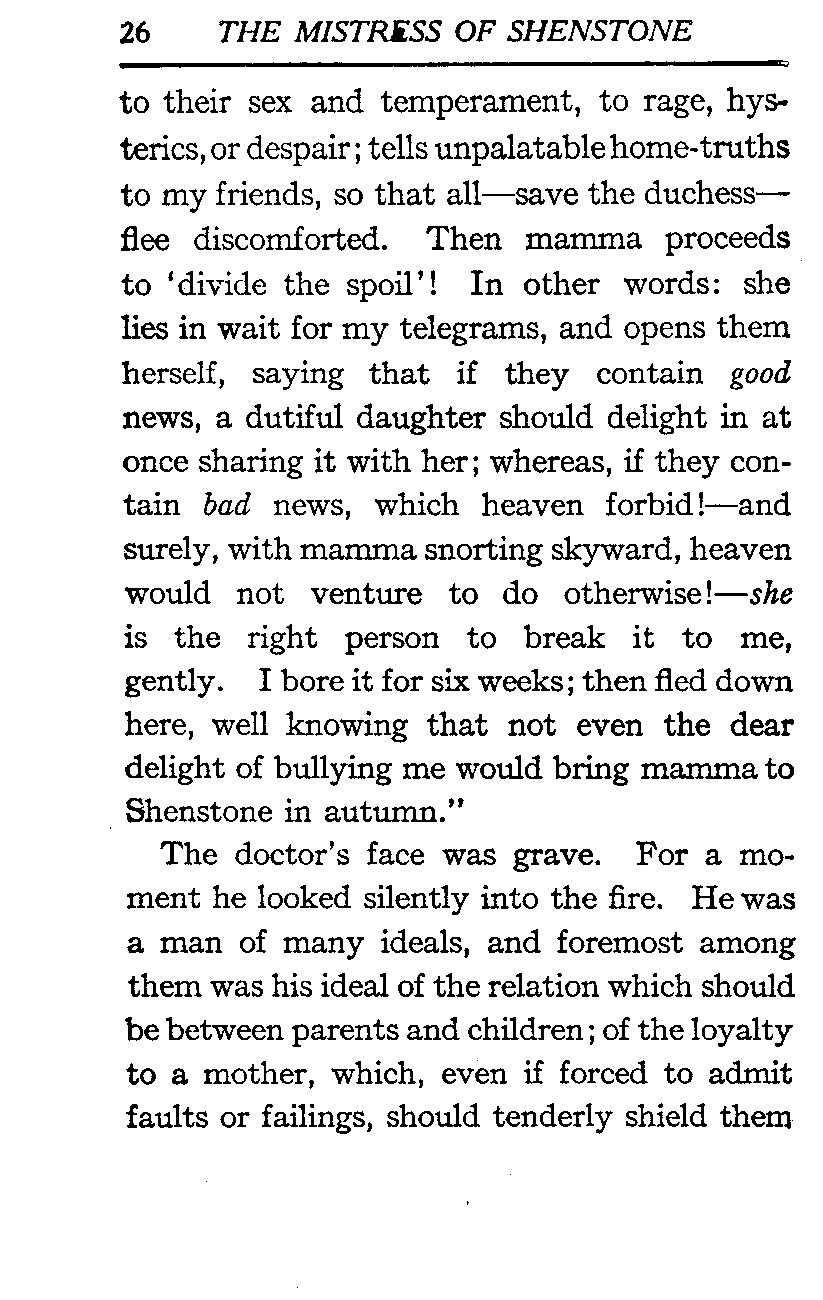 26 THE MISTRESS OF SHENSTONE
to their sex and temperament, to rage, hys-
terics, or despair; tells unpalatable home-truths
to my friends, so that all—save the duchess—
flee discomforted. Then mamma proceeds
to 'divide the spoil'! In other words: she
lies in wait for my telegrams, and opens them
herself, saying that if they contain good
news, a dutiful daughter should delight in at
once sharing it with her; whereas, if they con-
tain bad news, which heaven forbid!—and
surely, with mamma snorting skyward, heaven
would not venture to do otherwise!—she
is the right person to break it to me,
gently. I bore it for six weeks; then fled down
here, well knowing that not even the dear
delight of bullying me would bring mamma to
Shenstone in autumn."
The doctor's face was grave. For a mo-
ment he looked silently into the fire. He was
a man of many ideals, and foremost among
them was his ideal of the relation which should
be between parents and children; of the loyalty
to a mother, which, even if forced to admit
faults or failings, should tenderly shield them